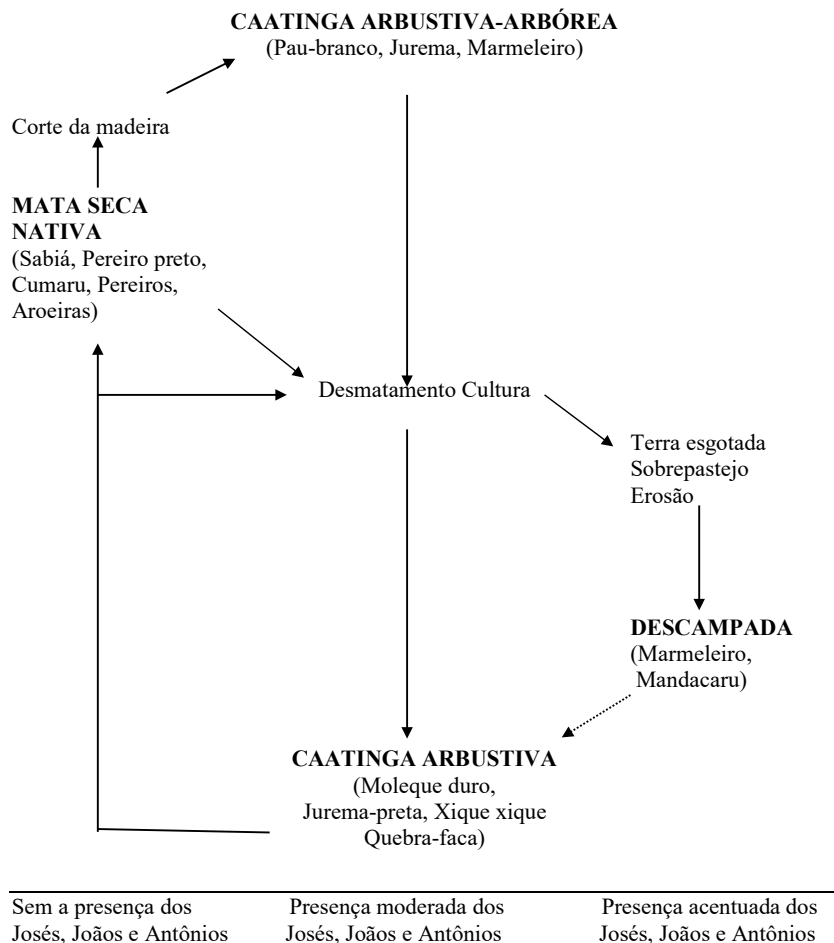 CAATINGA ARBUSTIVA-ARBÓREA
(Pau-branco, Jurema, Marmeleiro)
Corte da madeira
MATA SECA
NATIVA
(Sabiá, Pereiro preto,
Cumaru, Pereiros,
Aroeiras)
Desmatamento Cultura
Terra esgotada
Sobrepastejo
Erosão
DESCAMPADA
(Marmeleiro,
Mandacaru)
CAATINGA ARBUSTIVA
(Moleque duro,
Jurema-preta, Xique xique
Quebra-faca)
Sem a presença dos
Josés, Joãos e Antônios
Presença moderada dos
Josés, Joãos e Antônios
Presença acentuada dos
Josés, Joãos e Antônios